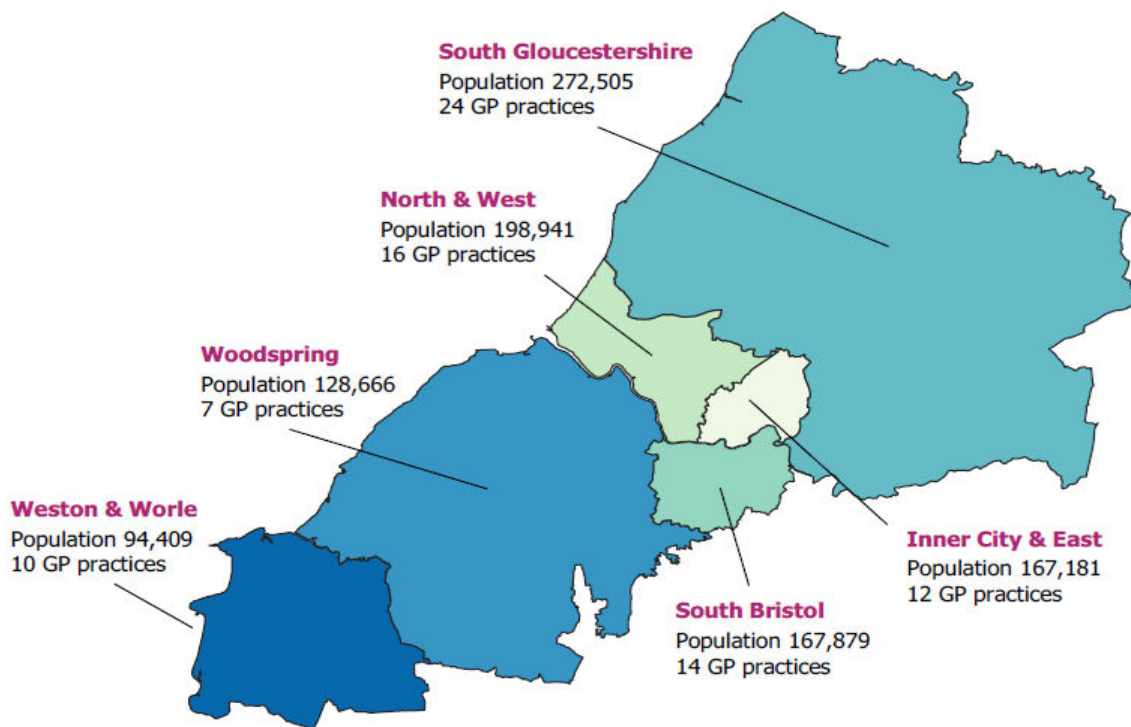 South Gloucestershire
Population 272,505
24 GP practices
North & West
Population 198,941
16 GP practices
Woodspring
Population 128,666
7 GP practices
Weston & Worle
Population 94,409
10 GP practices
Inner City & East
Population 167,181
12 GP practices
South Bristol
Population 167,879
14 GP practices